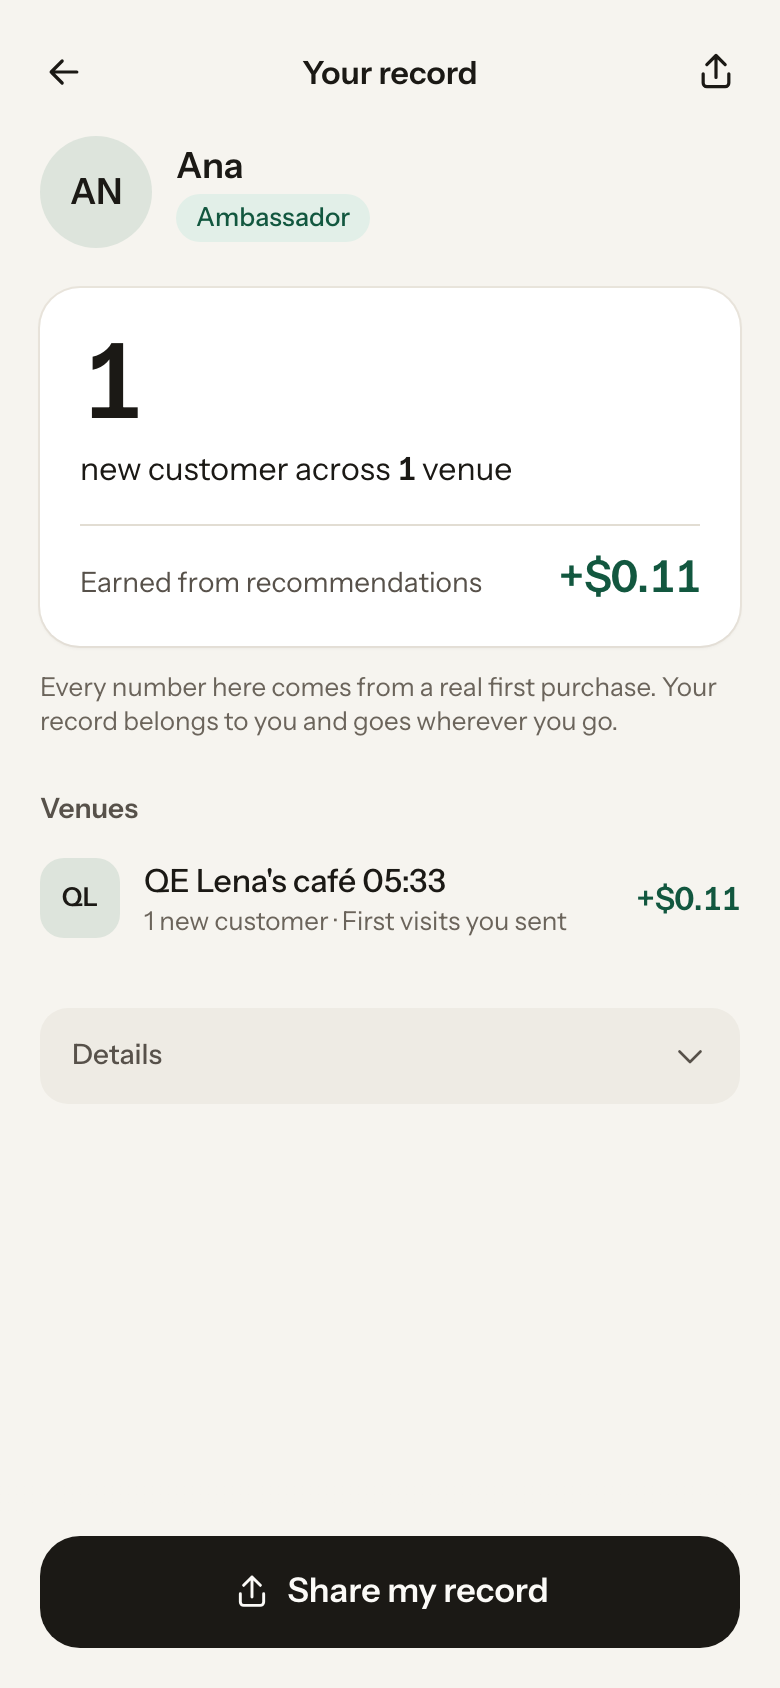 Your record
AN
Ana
Ambassador
1
new customer across 1 venue
Earned from recommendations +$0.11
Every number here comes from a real first purchase. Your
record belongs to you and goes wherever you go.
Venues
QL
QE Lena's café 05:33
1 new customer · First visits you sent
+$0.11
Details
Share my record